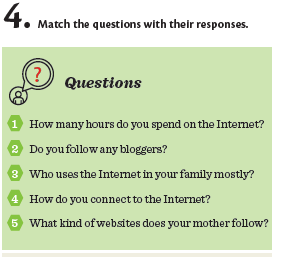 4. Match the questions with their responses.
?
Questions
1 How many hours do you spend on the Internet?
2 Do you follow any bloggers?
3 Who uses the Internet in your family mostly?
4 How do you connect to the Internet?
5 What kind of websites does your mother follow?